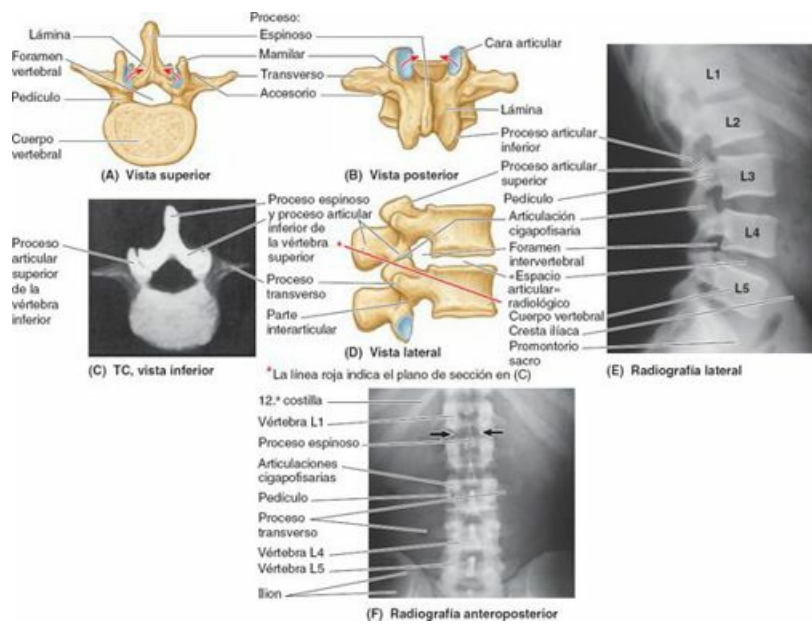 Proceso:
Lámina
Espinoso
Foramen
vertebral
Mamilar
Transverso
Pedículo
Accesorio
Cuerpo
vertebral
(A) Vista superior
Cara articular
Lámina
Proceso articular
inferior
(B) Vista posterior
Proceso articular
superior
Pedículo
Articulación
cigapofisaria
Foramen
intervertebral
«Espacio
articular»
radiológico
Cuerpo vertebral
Cresta ilíaca
Promontorio
sacro
L1
L2
L3
L4
L5
(E) Radiografía lateral
Proceso
articular
superior
de la
vértebra
inferior
(C) TC, vista inferior
Proceso espinoso
y proceso articular
inferior de la
vértebra
superior
*
Proceso
transverso
Parte
interarticular
(D) Vista lateral
*La línea roja indica el plano de sección en (C)
12.ª costilla
Vértebra L1
Proceso espinoso
Articulaciones
cigapofisarias
Pedículo
Proceso
transverso
Vértebra L4
Vértebra L5
Ilion
(F) Radiografía anteroposterior